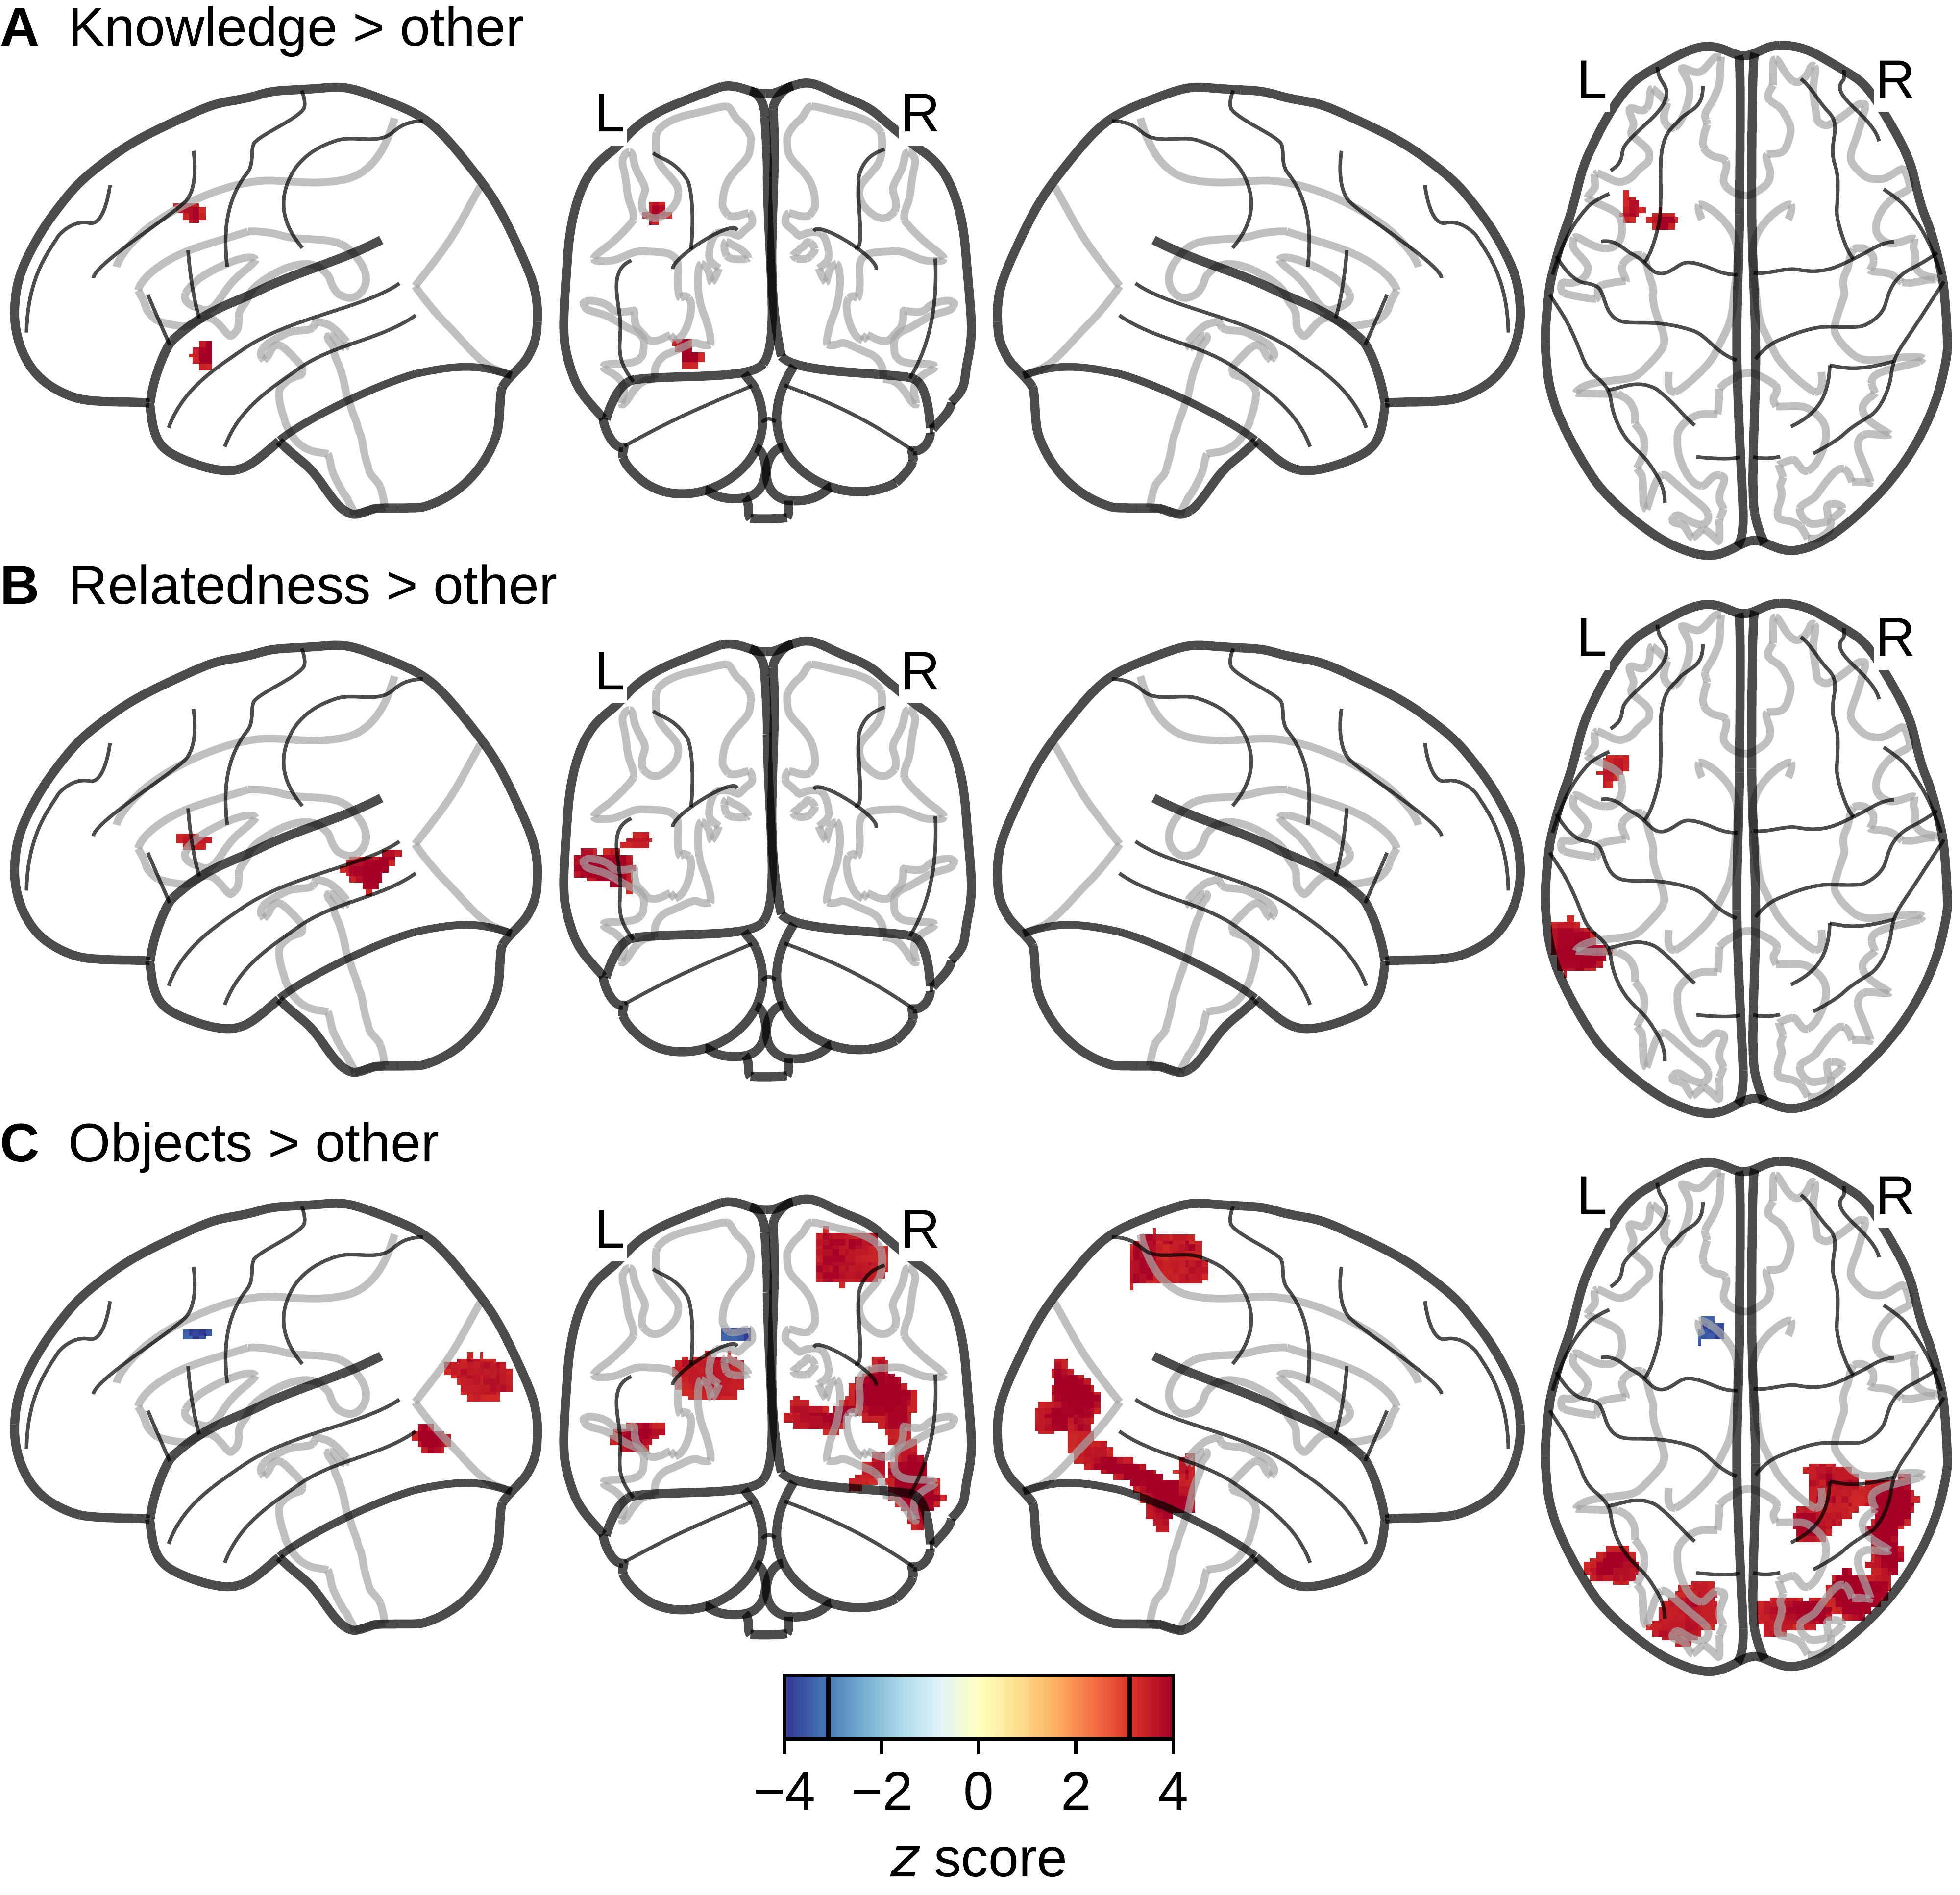 A Knowledge > other
L R L R
B Relatedness > other
L R L R
C Objects > other
L R L R
−4 −2 0 2 4
z score